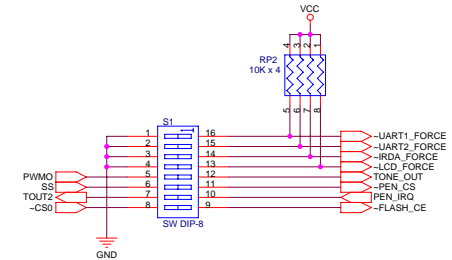 VCC
4 3 2 1
RP2
10K x 4
5 6 7 8
S1
1 16 ~UART1_FORCE
2 15 ~UART2_FORCE
3 14 ~IRDA_FORCE
4 13 ~LCD_FORCE
PWMO 5 12 TONE_OUT
SS 6 11 ~PEN_CS
TOUT2 7 10 PEN_IRQ
~CS0 8 9 ~FLASH_CE
SW DIP-8
GND